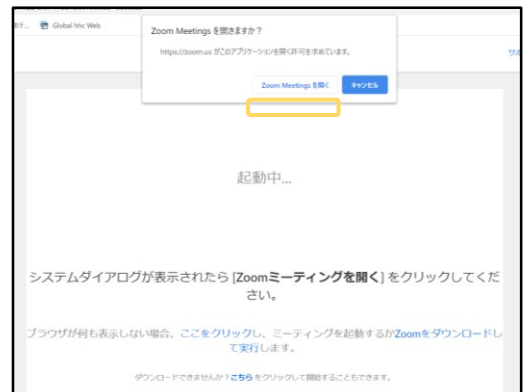 Global hhc Web
Zoom Meetings を開きますか？
https://zoom.us がこのアプリケーションを開く許可を求めています。
Zoom Meetings を開く
キャンセル
起動中...
システムダイアログが表示されたら [Zoomミーティングを開く] をクリックしてくだ
さい。
ブラウザが何も表示しない場合、ここをクリックし、ミーティングを起動するかZoomをダウンロードし
て実行します。
ダウンロードできませんか？こちらをクリックして開始することもできます。